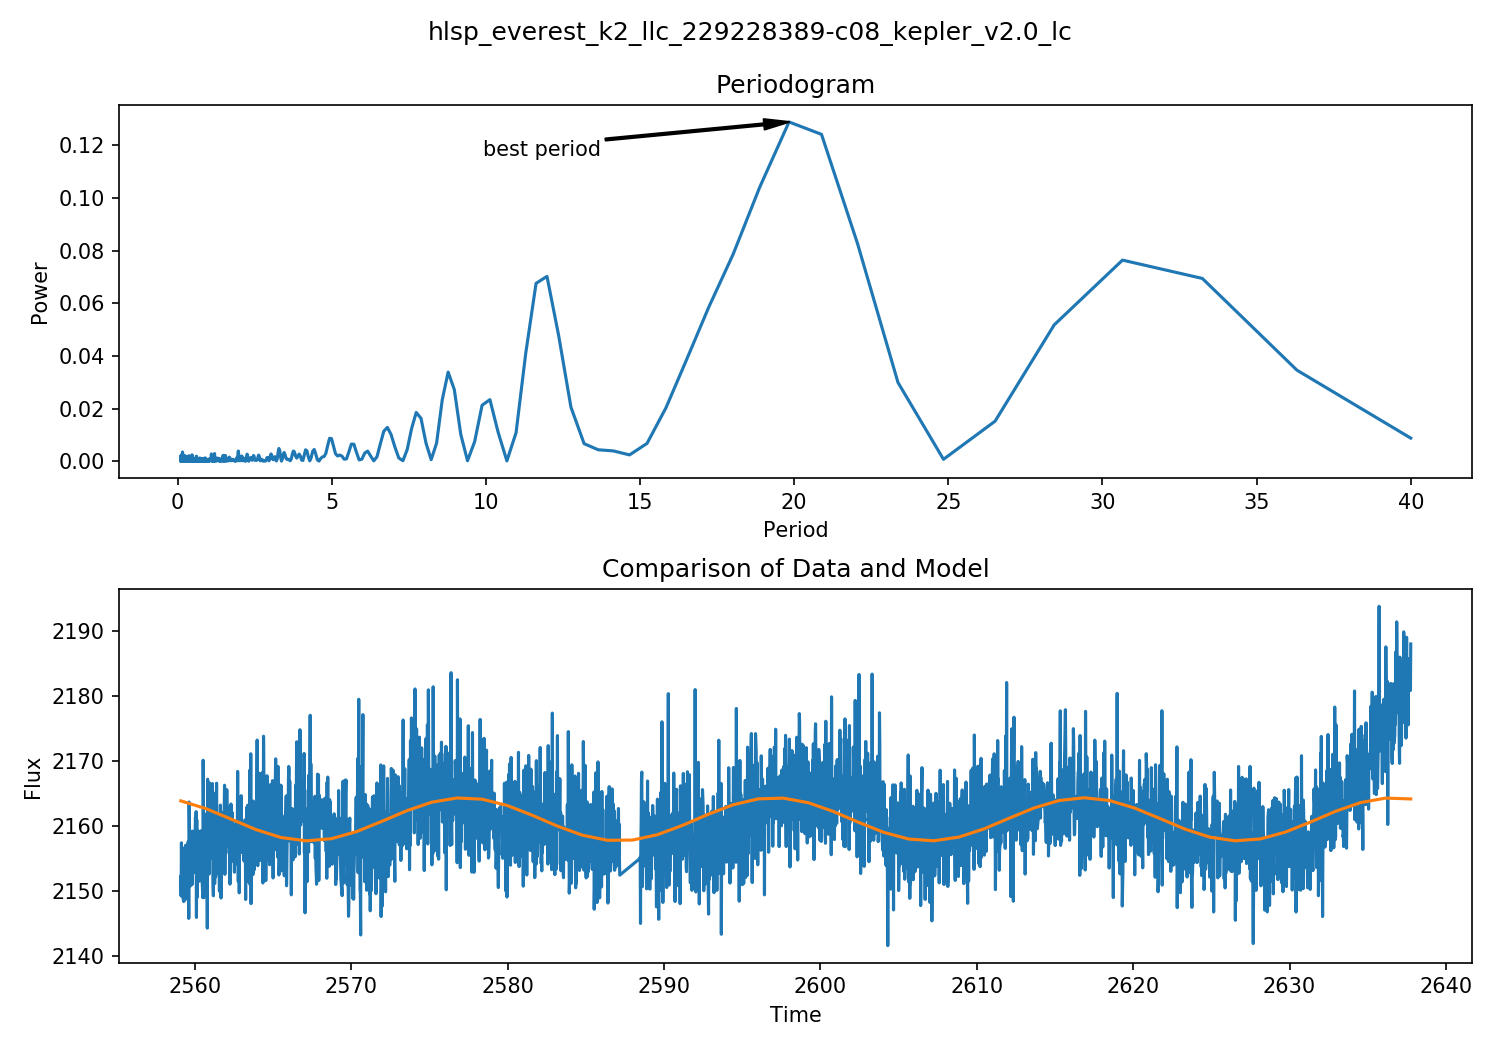 hlsp_everest_k2_llc_229228389-c08_kepler_v2.0_lc
Periodogram
best period
0.12
0.10
0.08
0.06
0.04
0.02
0.00
Power
0 5 10 15 20 25 30 35 40
Period
Comparison of Data and Model
2190
2180
2170
2160
2150
2140
Flux
2560 2570 2580 2590 2600 2610 2620 2630 2640
Time